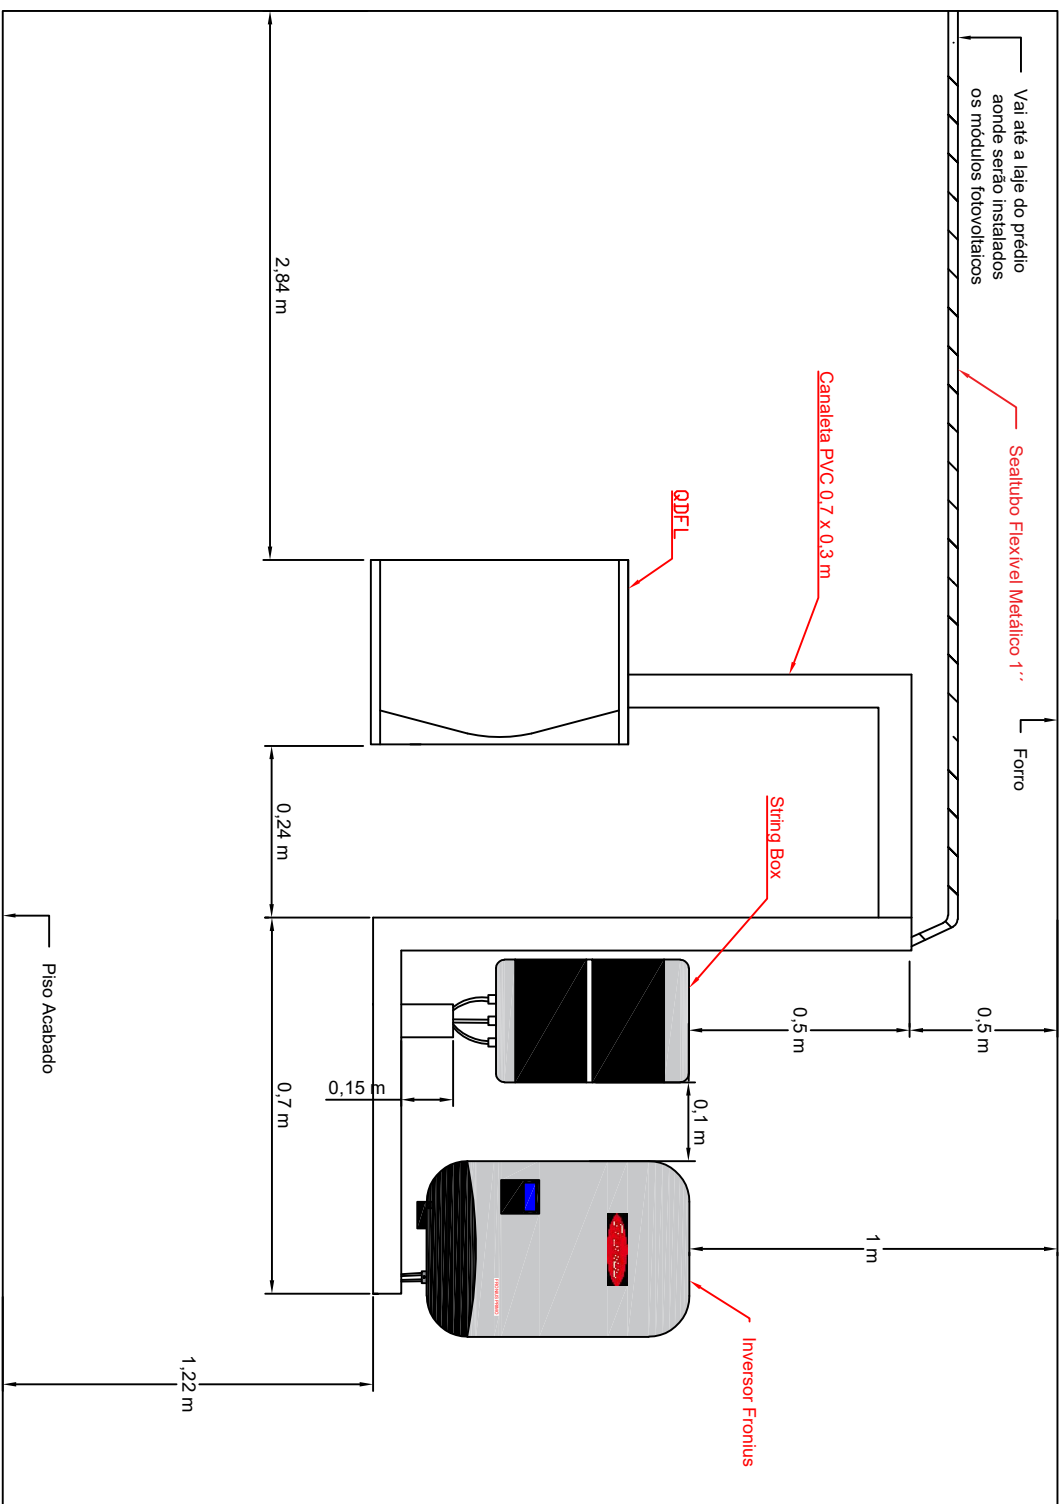 Vai até a laje do prédio
aonde serão instalados
os módulos fotovoltaicos
Sealtubo Flexível Metálico 1´´
Forro
Canaleta PVC 0,7 x 0,3 m
QDFL
String Box
Inversor Fronius
0,5 m
0,5 m
1 m
0,1 m
0,15 m
2,84 m
0,24 m
0,7 m
1,22 m
Piso Acabado